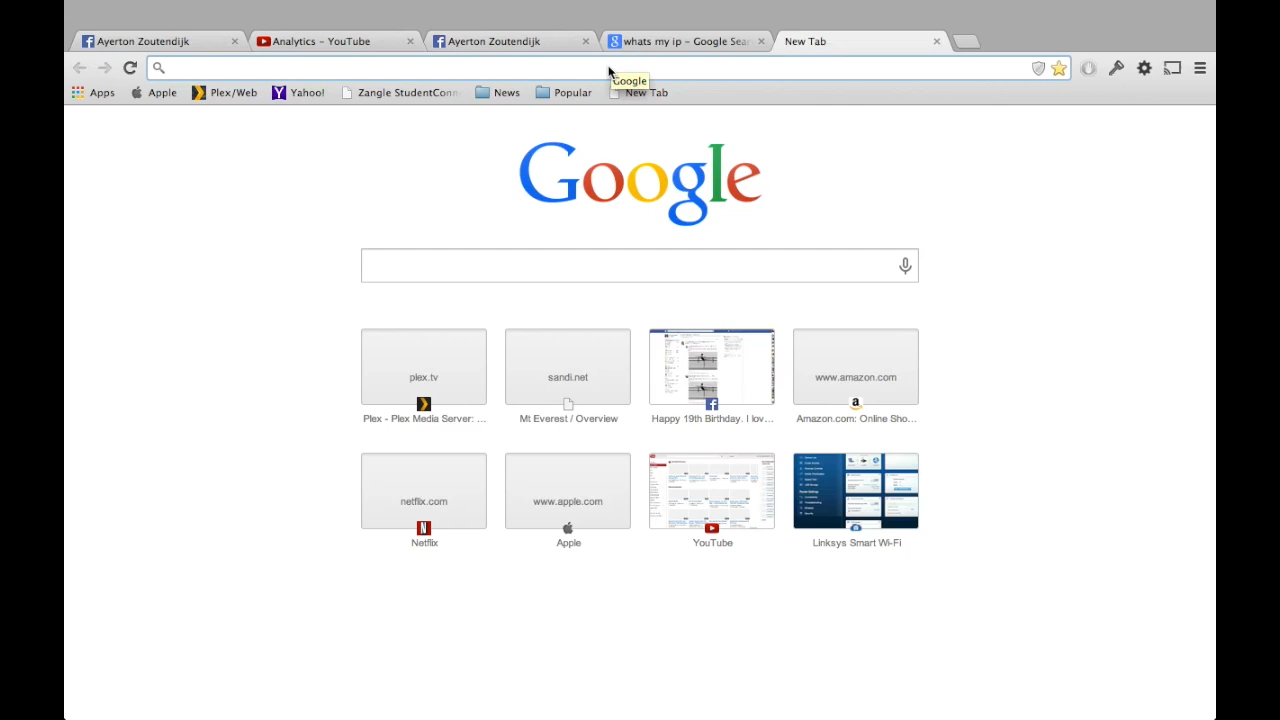 Ayerton Zoutendijk
Analytics – YouTube
Ayerton Zoutendijk
whats my ip – Google Sear
New Tab
Google
Apps
Apple
Plex/Web
Yahoo!
Zangle StudentConn
News
Popular
New Tab
Google
plex.tv
sandi.net
www.amazon.com
Plex - Plex Media Server: ...
Mt Everest / Overview
Happy 19th Birthday. I lov...
Amazon.com: Online Sho...
netflix.com
www.apple.com
Netflix
Apple
YouTube
Linksys Smart Wi-Fi